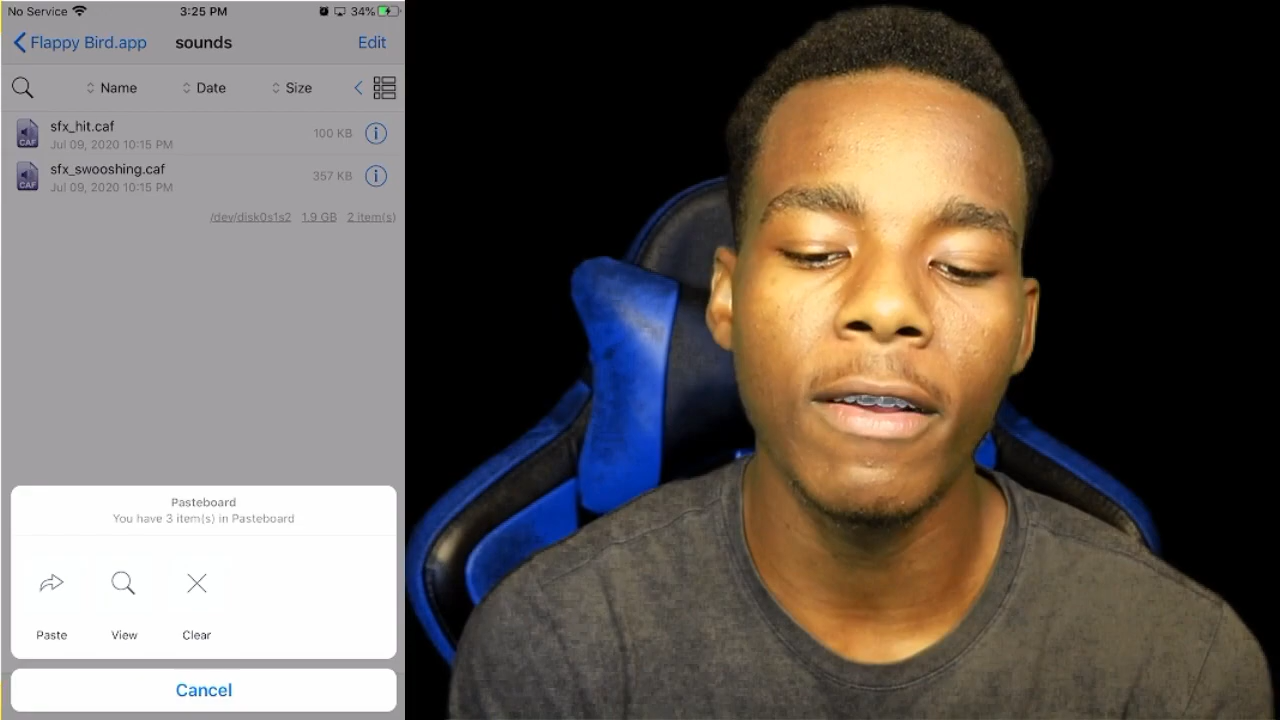 No Service 3:25 PM 34%
Flappy Bird.app sounds Edit
Name Date Size
sfx_hit.caf
100 KB
Jul 09, 2020 10:15 PM
CAF
sfx_swooshing.caf
357 KB
Jul 09, 2020 10:15 PM
CAF
/dev/disk0s1s2 1.9 GB 2 item(s)
Pasteboard
You have 3 item(s) in Pasteboard
Paste View Clear
Cancel